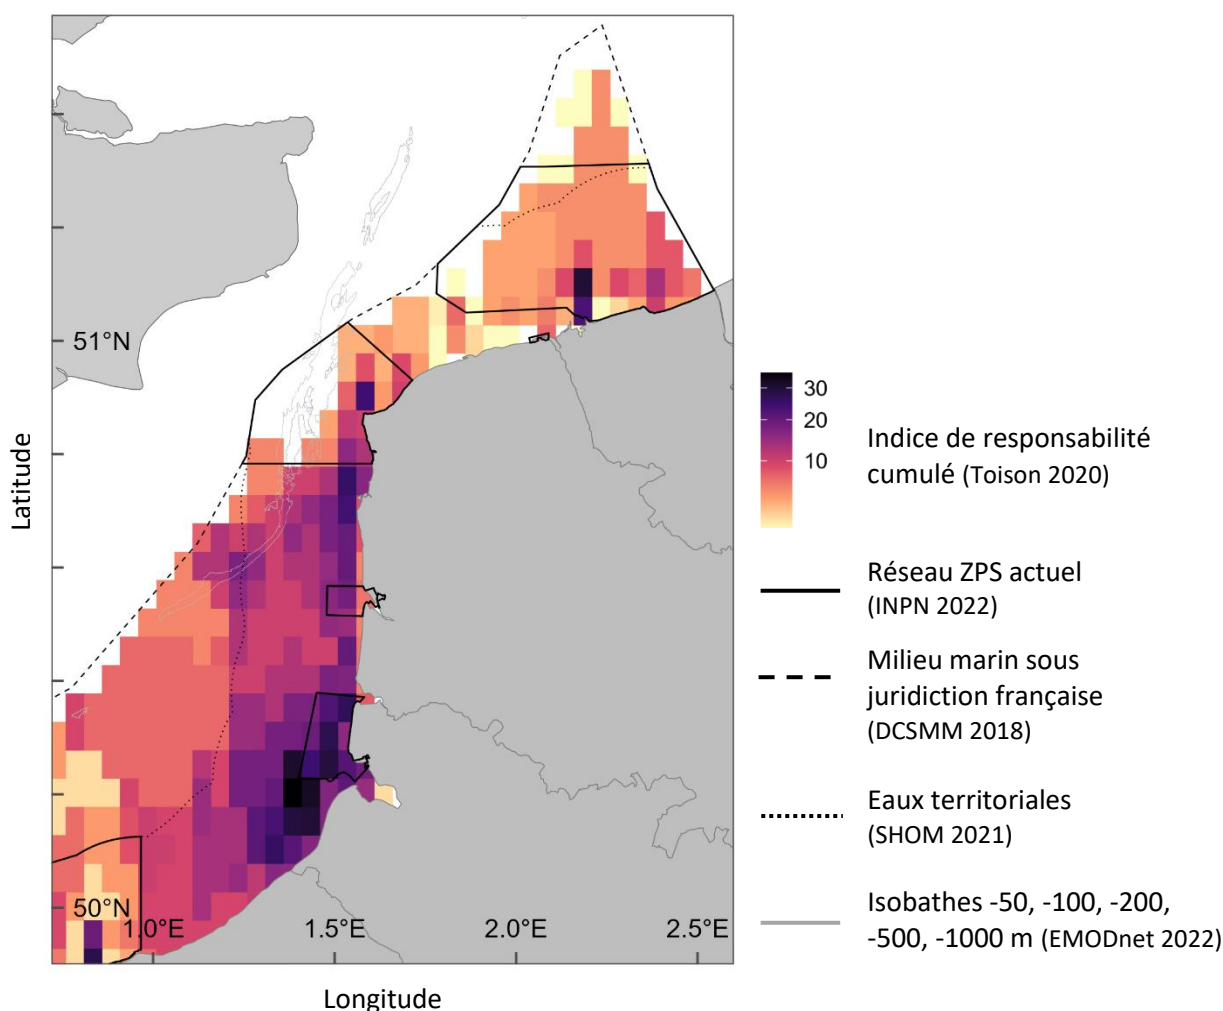 51°N
50°N
1.0°E
1.5°E
2.0°E
2.5°E
Latitude
Longitude
30
20
10
Indice de responsabilité
cumulé (Toison 2020)
Réseau ZPS actuel
(INPN 2022)
Milieu marin sous
juridiction française
(DCSMM 2018)
Eaux territoriales
(SHOM 2021)
Isobathes -50, -100, -200,
-500, -1000 m (EMODnet 2022)